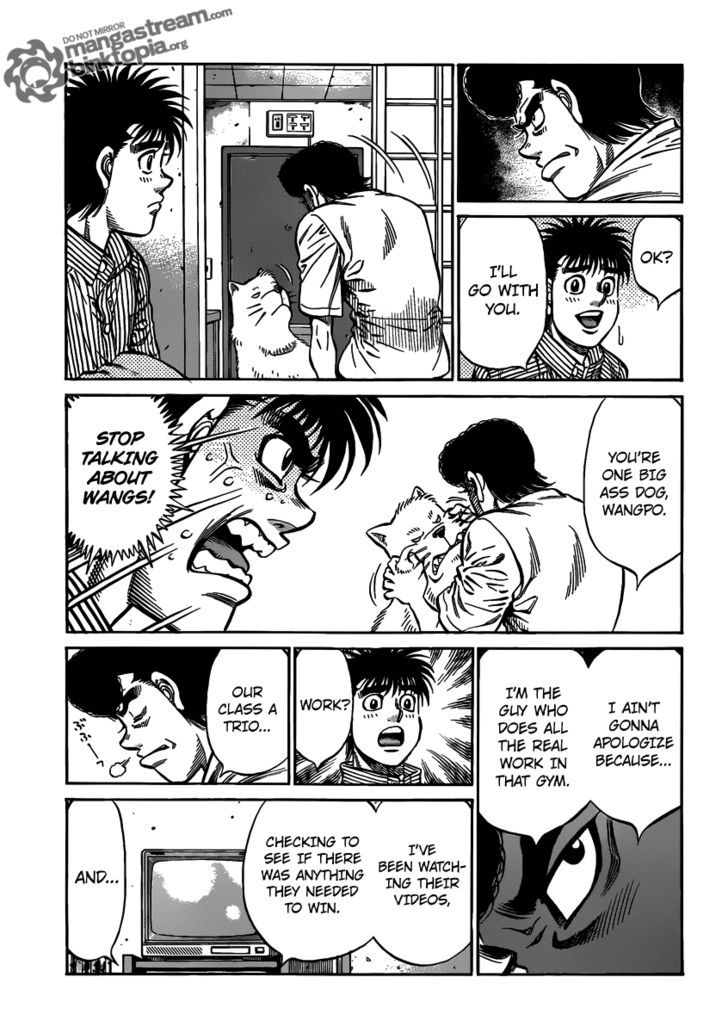 DO NOT MIRROR
mangastream.com
binktopia.org
OK?
I'LL
GO WITH
YOU.
YOU'RE
ONE BIG
ASS DOG,
WANGPO.
STOP
TALKING
ABOUT
WANGS!
I AIN'T
GONNA
APOLOGIZE
BECAUSE...
I'M THE
GUY WHO
DOES ALL
THE REAL
WORK IN
THAT GYM.
WORK?
OUR
CLASS A
TRIO...
I'VE
BEEN WATCH-
ING THEIR
VIDEOS,
CHECKING TO
SEE IF THERE
WAS ANYTHING
THEY NEEDED
TO WIN.
AND...